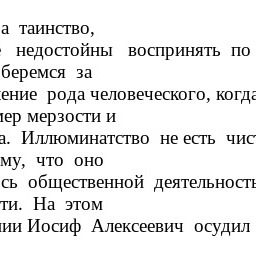 а таинство,
недостойны воспринять по
беремся за
ение рода человеческого, когда
мер мерзости и
а. Иллюминатство не есть чист
му, что оно
сь общественной деятельность
ти. На этом
нии Иосиф Алексеевич осудил